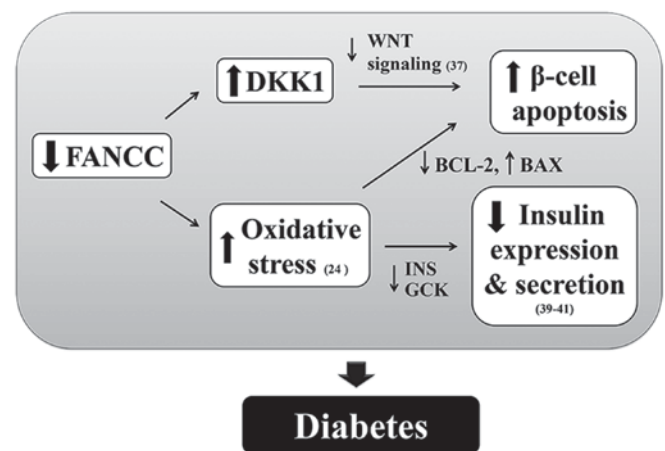 ↓ WNT
signaling (37)
↑ DKK1
↑ β-cell
apoptosis
↓ FANCC
↓ BCL-2, ↑ BAX
↑ Oxidative
stress (24)
↓ INS
GCK
↓ Insulin
expression
& secretion
(39-41)
Diabetes